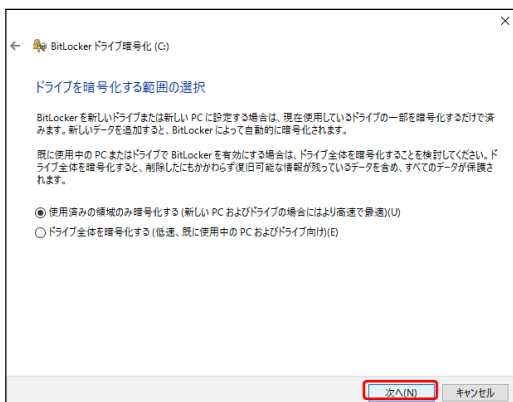 BitLocker ドライブ暗号化 (C:)
ドライブを暗号化する範囲の選択
BitLocker を新しいドライブまたは新しい PC に設定する場合は、現在使用しているドライブの一部を暗号化するだけで済
みます。新しいデータを追加すると、BitLocker によって自動的に暗号化されます。
既に使用中の PC またはドライブで BitLocker を有効にする場合は、ドライブ全体を暗号化することを検討してください。ド
ライブ全体を暗号化すると、削除したにもかかわらず復旧可能な情報が残っているデータを含め、すべてのデータが保護さ
れます。
使用済みの領域のみ暗号化する (新しい PC およびドライブの場合にはより高速で最適)(U)
ドライブ全体を暗号化する (低速、既に使用中の PC およびドライブ向け)(E)
次へ(N) キャンセル